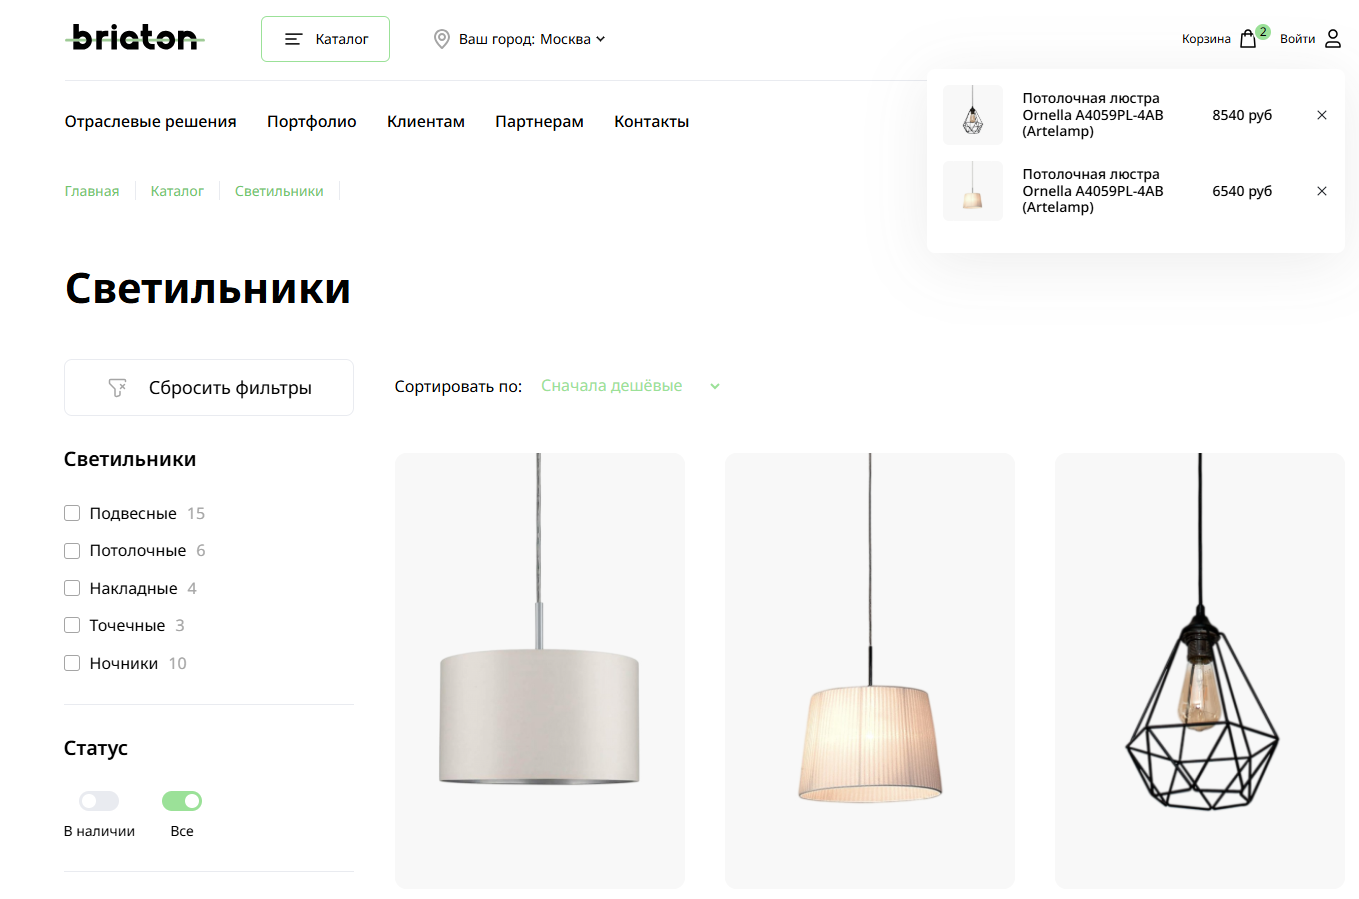 briaton
Каталог
Ваш город: Москва
Корзина
2
Войти
Потолочная люстра
Ornella A4059PL-4AB
(Artelamp)
8540 руб
Потолочная люстра
Ornella A4059PL-4AB
(Artelamp)
6540 руб
Отраслевые решения
Портфолио
Клиентам
Партнерам
Контакты
Главная
Каталог
Светильники
Светильники
Сбросить фильтры
Сортировать по:
Сначала дешёвые
Светильники
Подвесные 15
Потолочные 6
Накладные 4
Точечные 3
Ночники 10
Статус
В наличии
Все